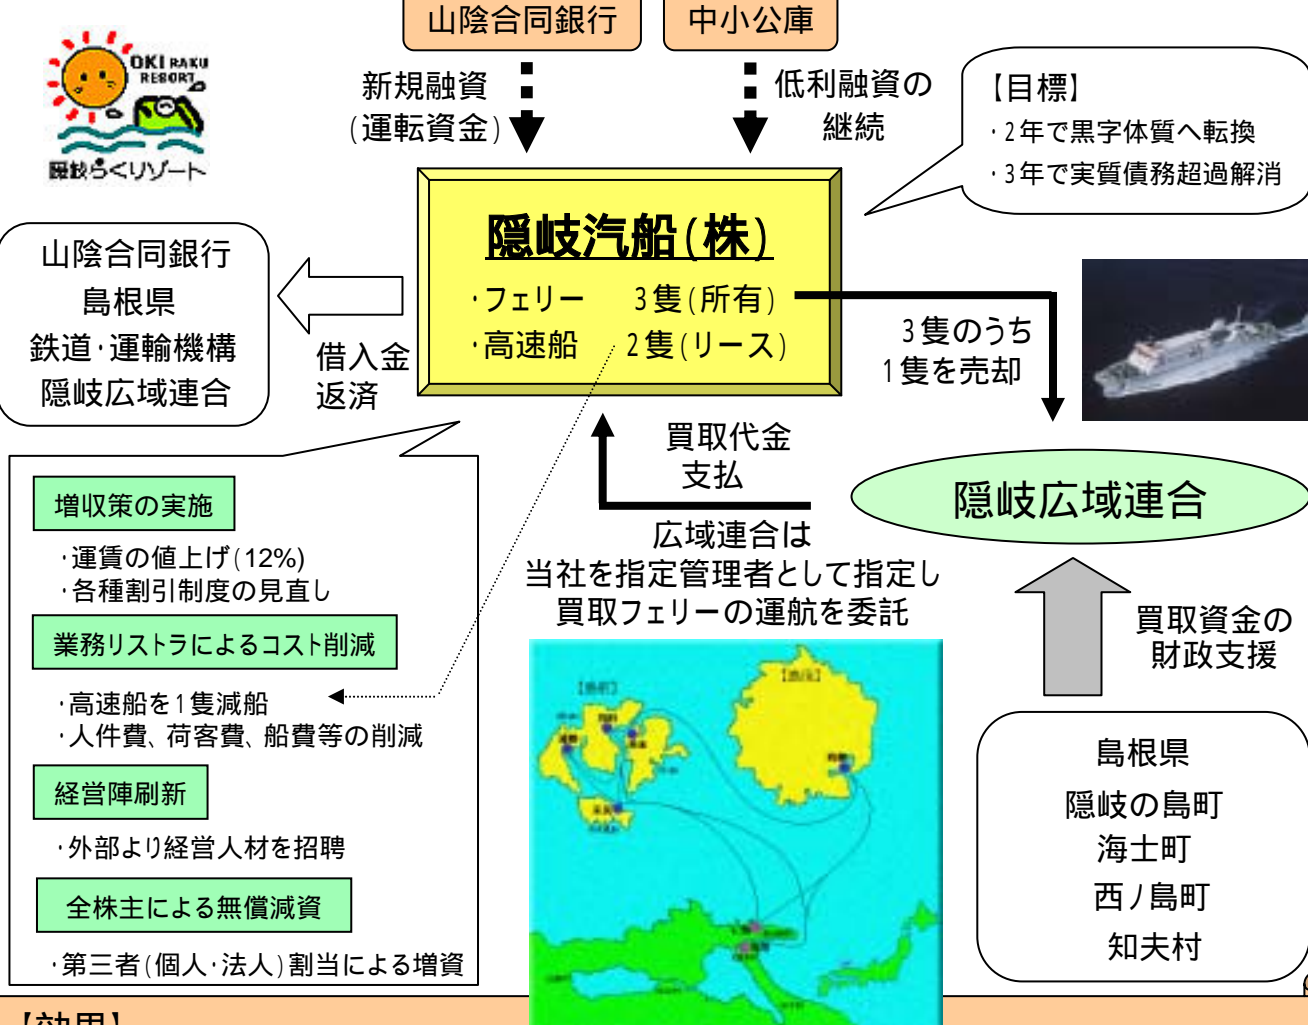 山陰合同銀行
中小公庫
OKI RAKU
RESORT
隠岐らくリゾート
新規融資
(運転資金)
低利融資の
継続
【目標】
・2年で黒字体質へ転換
・3年で実質債務超過解消
隠岐汽船(株)
・フェリー 3隻(所有)
・高速船 2隻(リース)
山陰合同銀行
島根県
鉄道・運輸機構
隠岐広域連合
借入金
返済
3隻のうち
1隻を売却
買取代金
支払
隠岐広域連合
広域連合は
当社を指定管理者として指定し
買取フェリーの運航を委託
買取資金の
財政支援
島根県
隠岐の島町
海士町
西ノ島町
知夫村
増収策の実施
・運賃の値上げ(12%)
・各種割引制度の見直し
業務リストラによるコスト削減
・高速船を1隻減船
・人件費、荷客費、船費等の削減
経営陣刷新
・外部より経営人材を招聘
全株主による無償減資
・第三者(個人・法人)割当による増資
【効果】